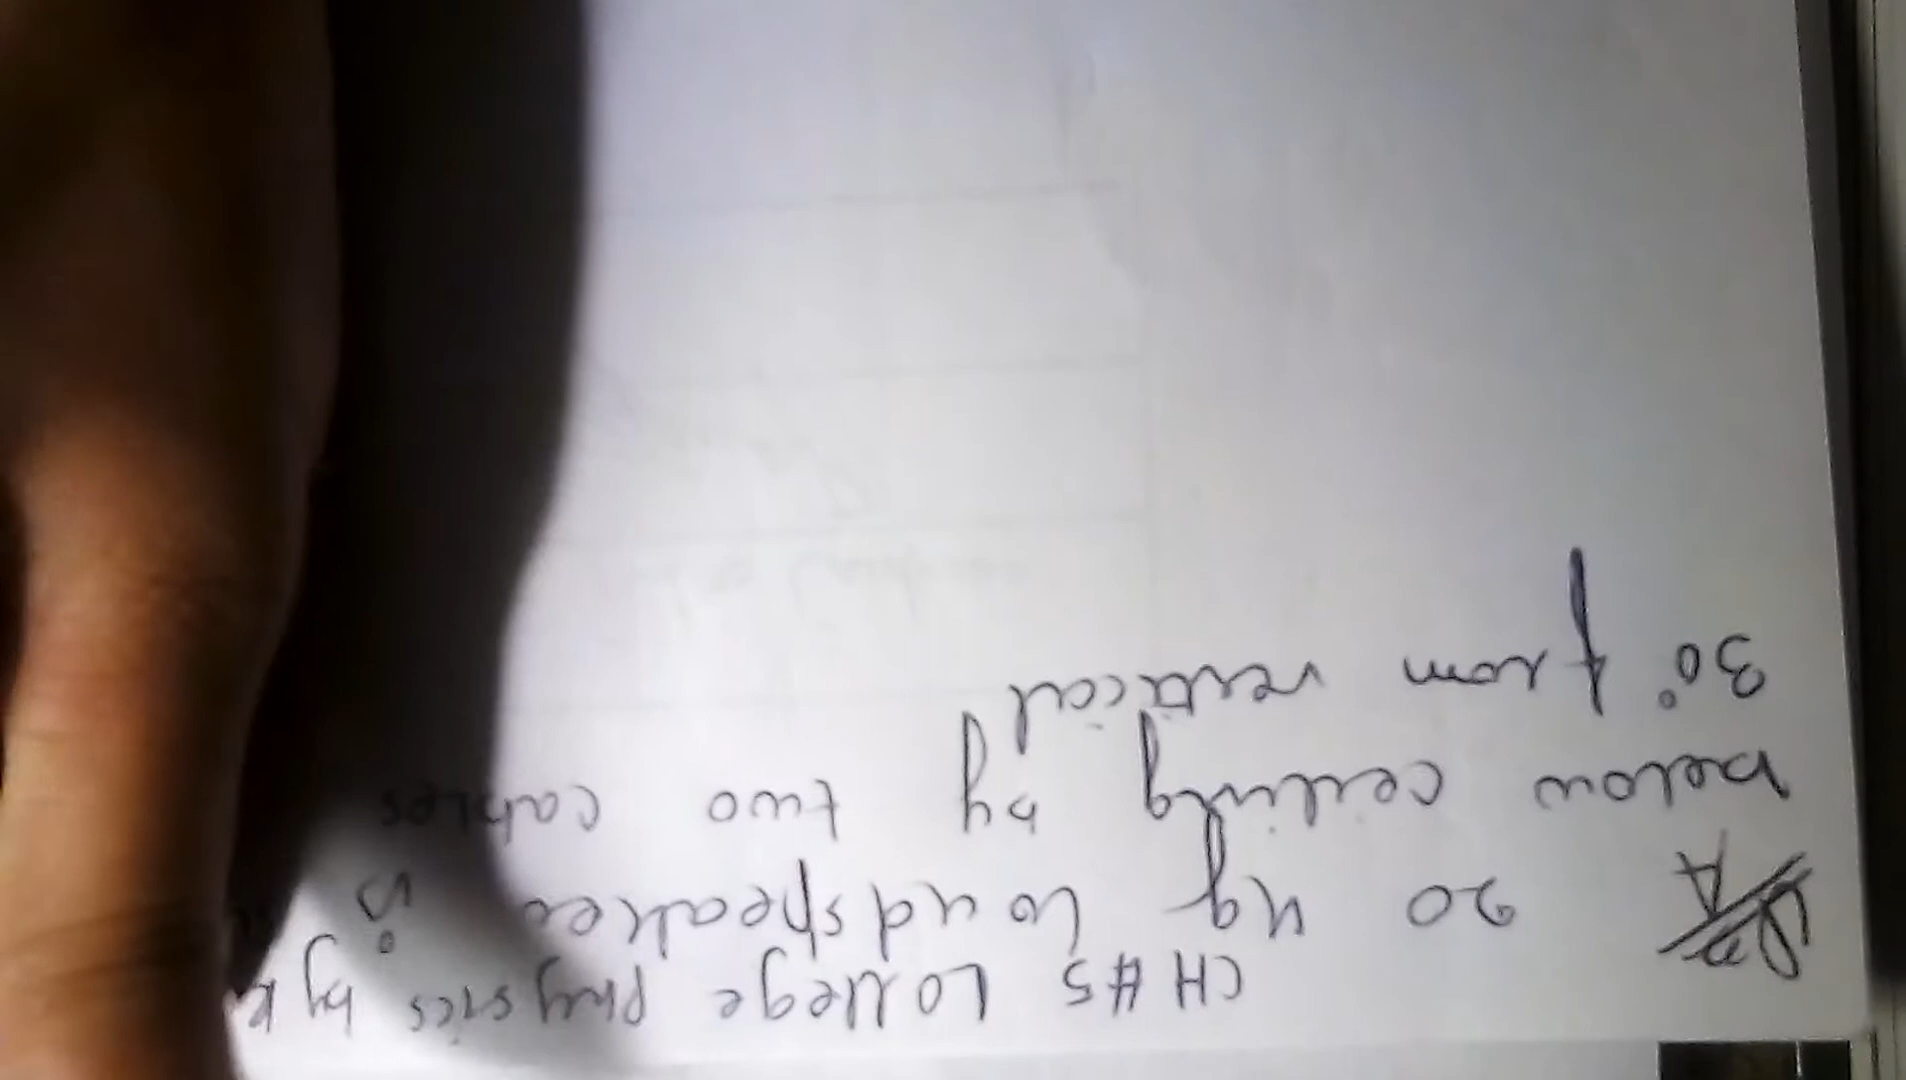 CH #5 College physics by K
20 kg Loudspeaker is
below ceiling by two cables
30° from vertical